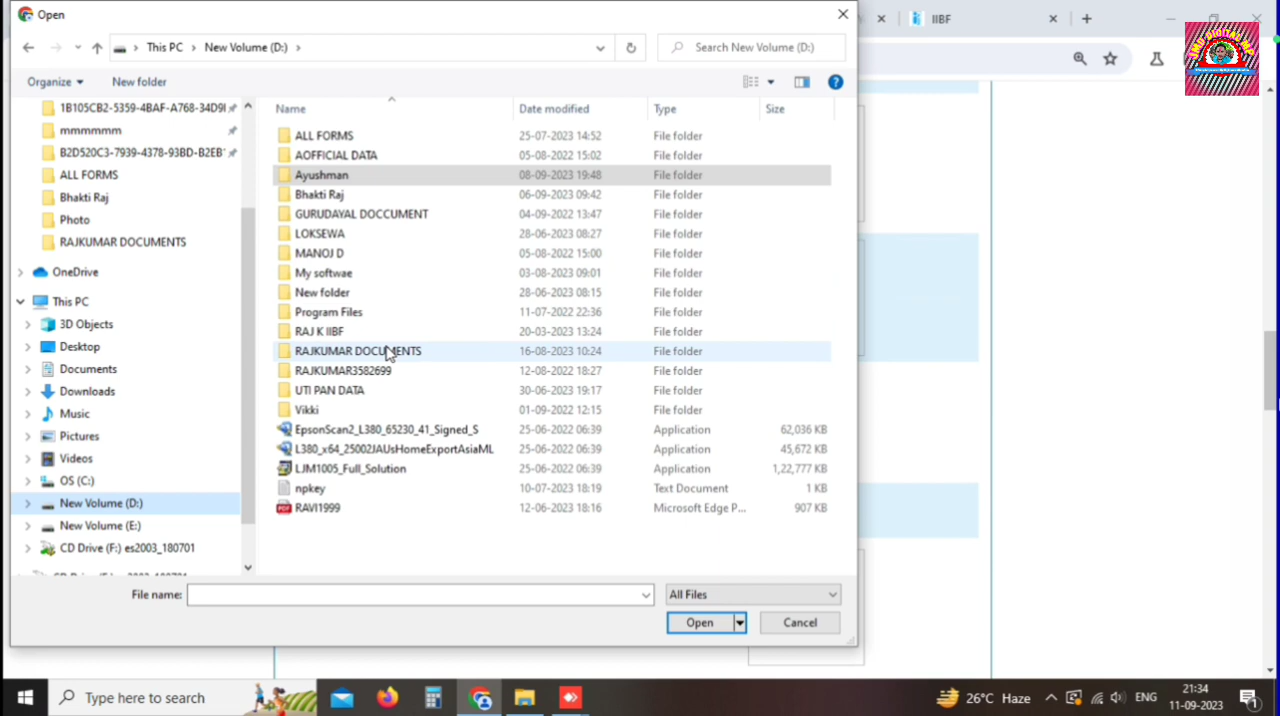 Open
IIBF
This PC > New Volume (D:) >
Search New Volume (D:)
Organize
New folder
1B105CB2-5359-4BAF-A768-34D9
mmmmmm
B2D520C3-7939-4378-93BD-B2EB
ALL FORMS
Bhakti Raj
Photo
RAJKUMAR DOCUMENTS
OneDrive
This PC
3D Objects
Desktop
Documents
Downloads
Music
Pictures
Videos
OS (C:)
New Volume (D:)
New Volume (E:)
CD Drive (F:) es2003_180701
Name Date modified Type Size
ALL FORMS 25-07-2023 14:52 File folder
AOFFICIAL DATA 05-08-2022 15:02 File folder
Ayushman 08-09-2023 19:48 File folder
Bhakti Raj 06-09-2023 09:42 File folder
GURUDAYAL DOCCUMENT 04-09-2022 13:47 File folder
LOKSEWA 28-06-2023 08:27 File folder
MANOJ D 05-08-2022 15:00 File folder
My softwae 03-08-2023 09:01 File folder
New folder 28-06-2023 08:15 File folder
Program Files 11-07-2022 22:36 File folder
RAJ K IIBF 20-03-2023 13:24 File folder
RAJKUMAR DOCUMENTS 16-08-2023 10:24 File folder
RAJKUMAR3582699 12-08-2022 18:27 File folder
UTI PAN DATA 30-06-2023 19:17 File folder
Vikki 01-09-2022 12:15 File folder
EpsonScan2_L380_65230_41_Signed_S 25-06-2022 06:39 Application 62,036 KB
L380_x64_25002JAUsHomeExportAsiaML 25-06-2022 06:39 Application 45,672 KB
LJM1005_Full_Solution 25-06-2022 06:39 Application 1,22,777 KB
npkey 10-07-2023 18:19 Text Document 1 KB
RAVI1999 12-06-2023 18:16 Microsoft Edge P... 907 KB
File name:
All Files
Open
Cancel
JMD DIGITAL MP
Type here to search
26°C Haze
ENG
21:34
11-09-2023
1